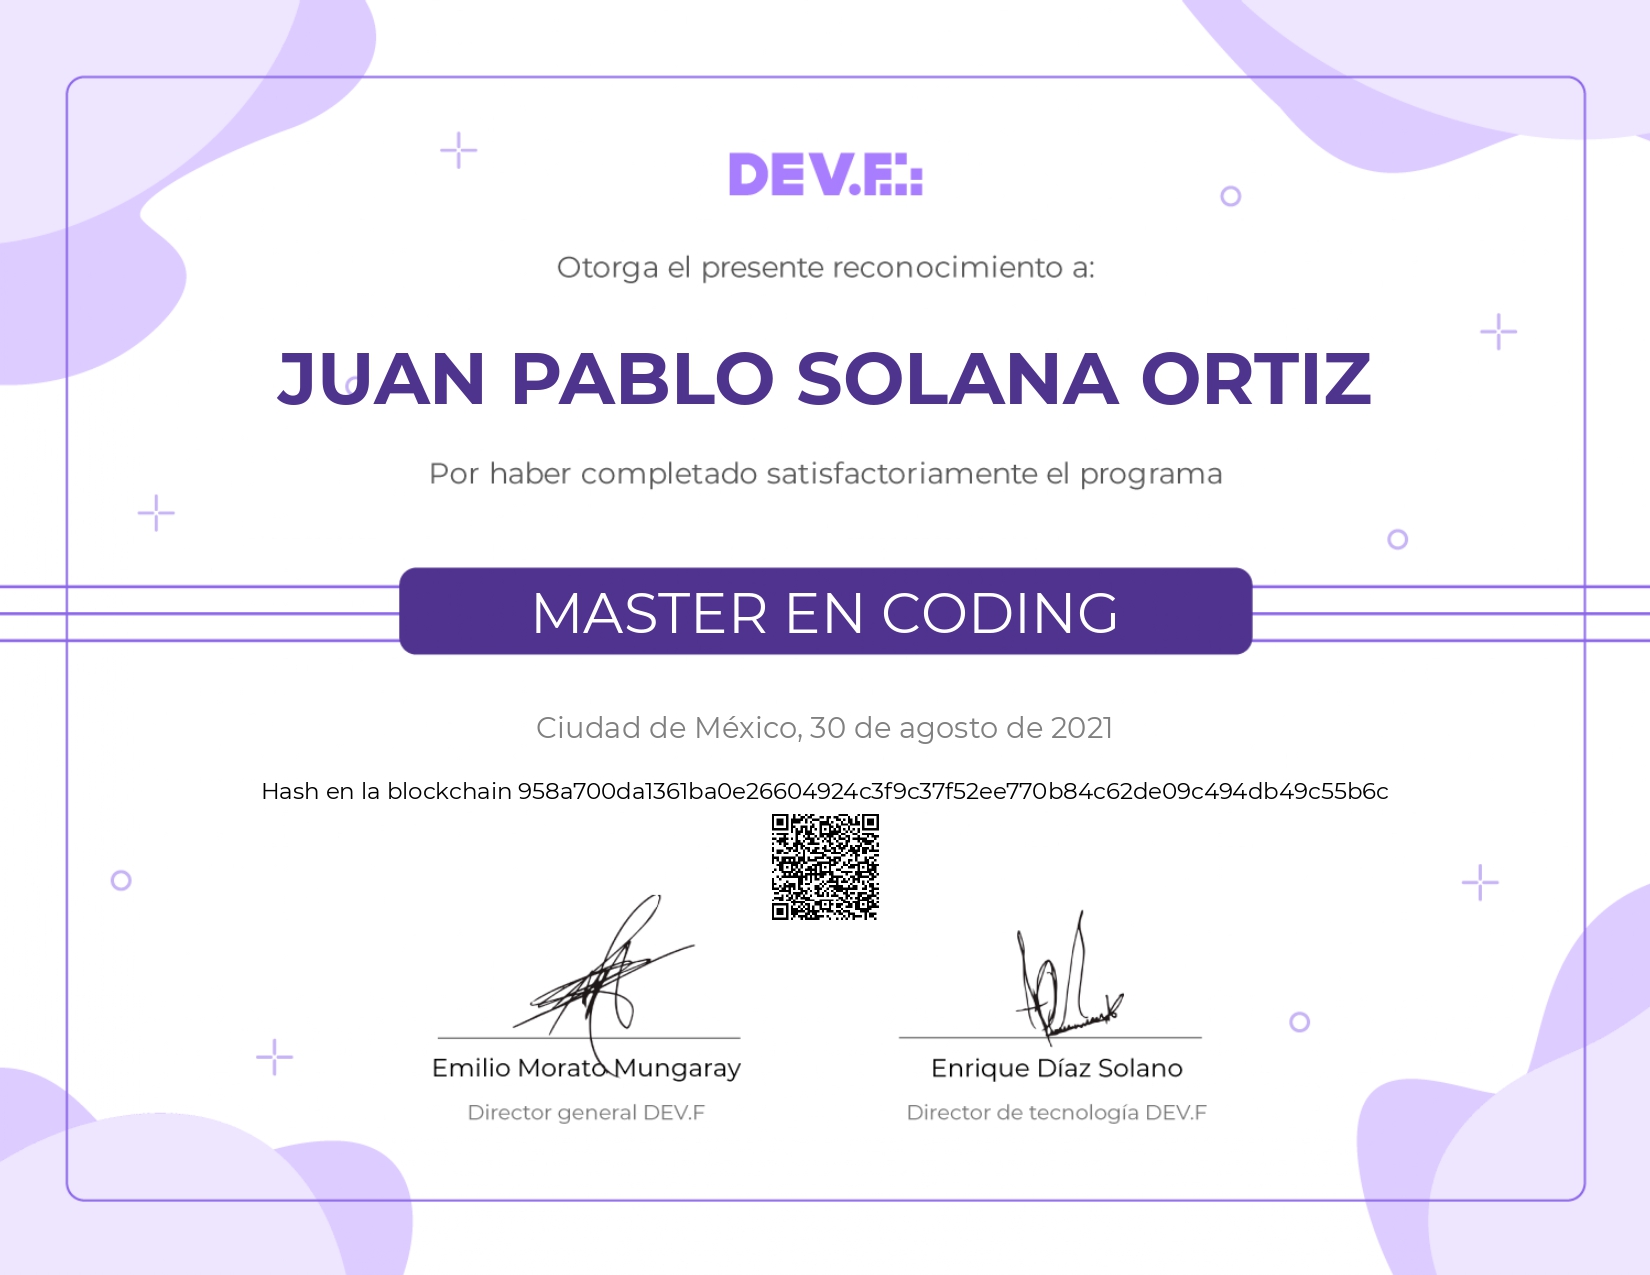 DEV.F
Otorga el presente reconocimiento a:
JUAN PABLO SOLANA ORTIZ
Por haber completado satisfactoriamente el programa
MASTER EN CODING
Ciudad de México, 30 de agosto de 2021
Hash en la blockchain 958a700da1361ba0e26604924c3f9c37f52ee770b84c62de09c494db49c55b6c
Emilio Morato Mungaray
Enrique Díaz Solano
Director general DEV.F
Director de tecnología DEV.F